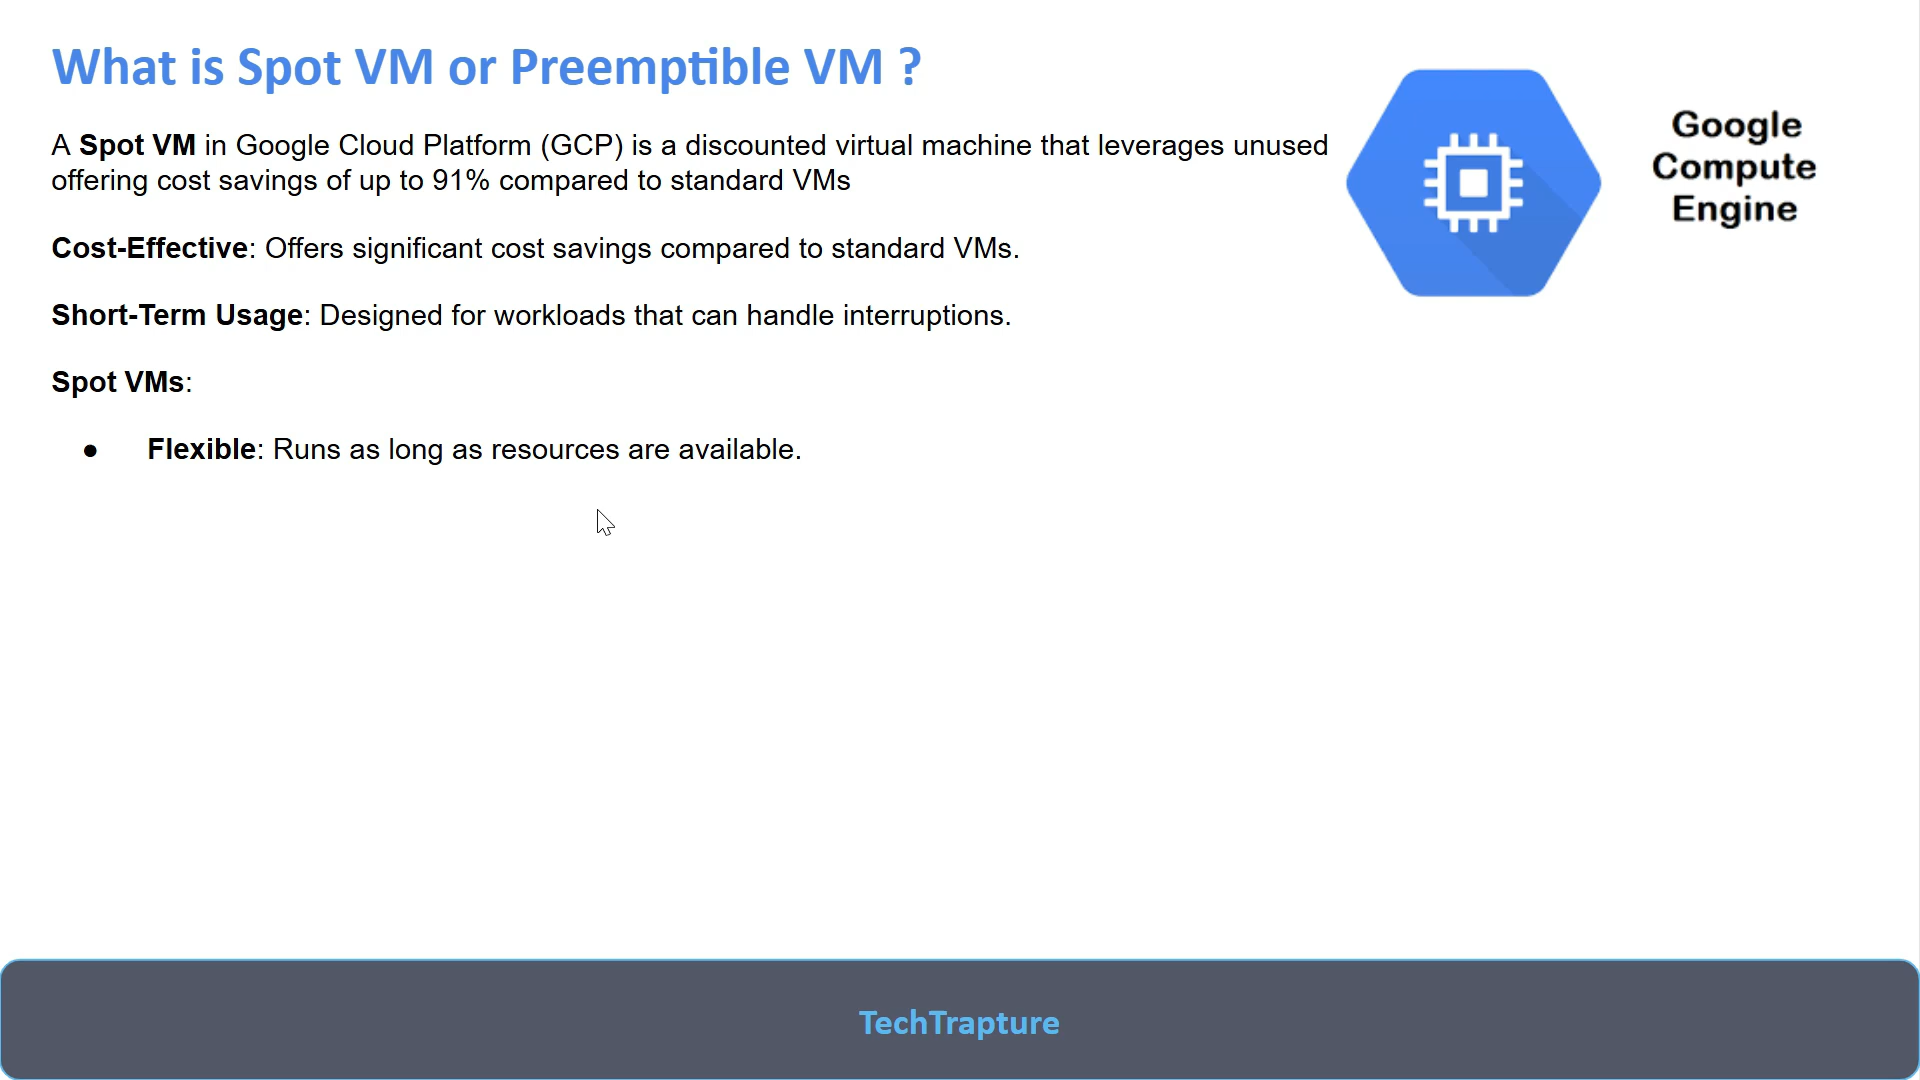 What is Spot VM or Preemptible VM ?
A Spot VM in Google Cloud Platform (GCP) is a discounted virtual machine that leverages unused
offering cost savings of up to 91% compared to standard VMs
Cost-Effective: Offers significant cost savings compared to standard VMs.
Short-Term Usage: Designed for workloads that can handle interruptions.
Spot VMs:
● Flexible: Runs as long as resources are available.
Google
Compute
Engine
TechTrapture